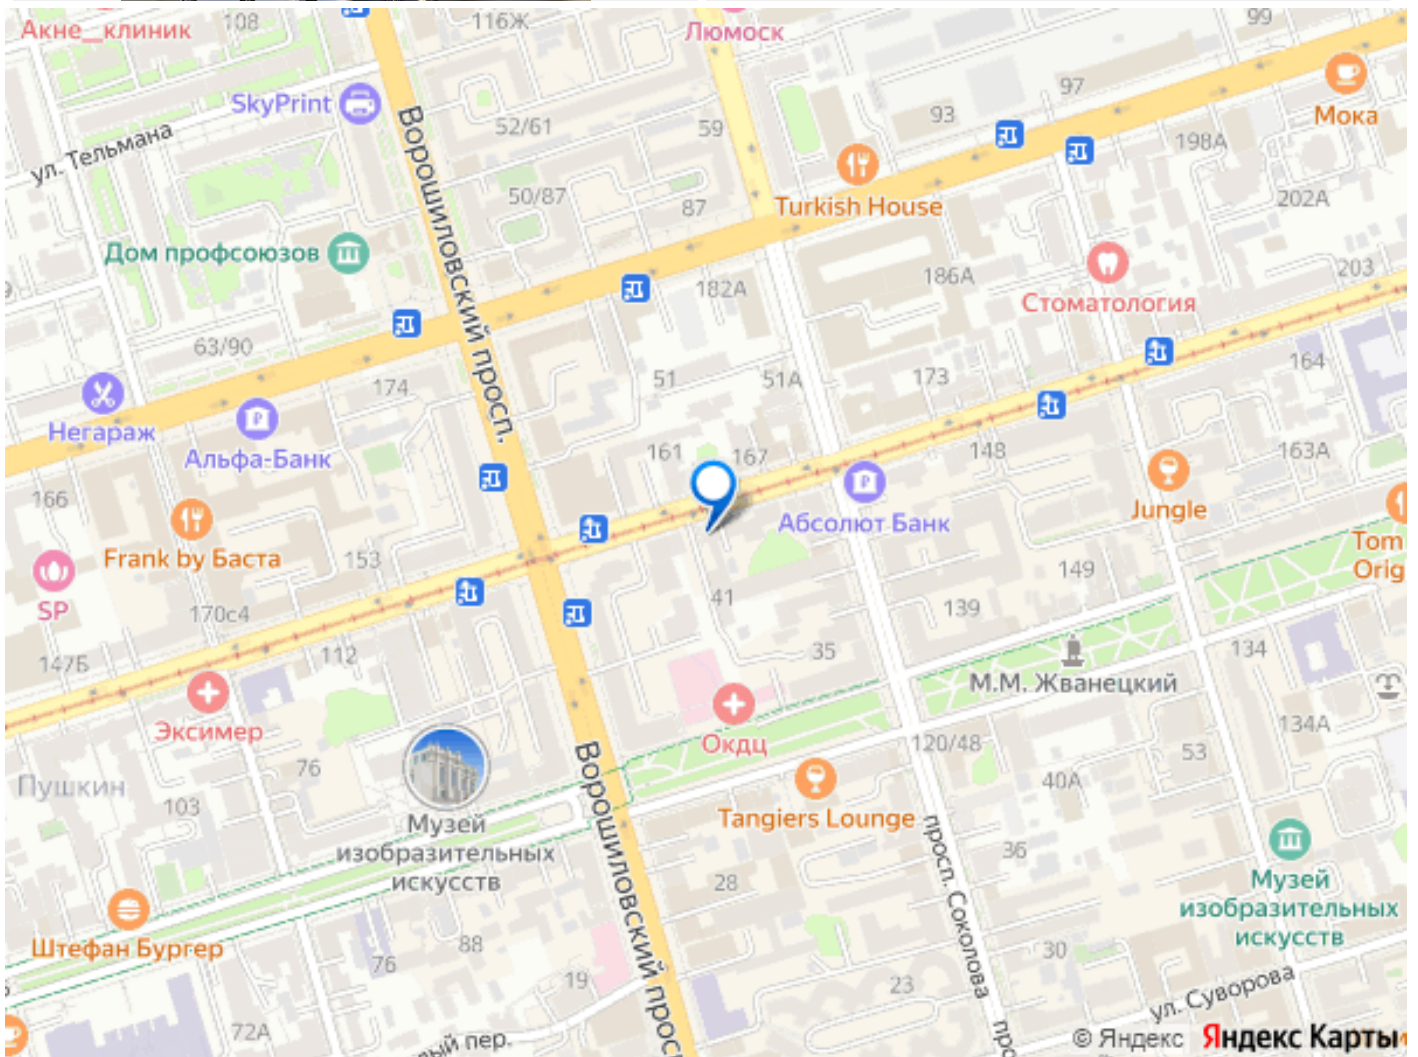 Акне_клиник
108
116Ж
Люмоск
99
SkyPrint
52/61
59
93
97
Мока
ул. Тельмана
Ворошиловский просп.
198А
50/87
87
Turkish House
202А
Дом профсоюзов
182А
186А
203
Стоматология
63/90
174
51
51А
173
164
Негараж
Альфа-Банк
161
167
148
163А
166
Абсолют Банк
Jungle
Frank by Баста
153
Tom
Orig
SP
170с4
41
139
149
147Б
112
35
134
М.М. Жванецкий
Эксимер
Окдц
120/48
134А
Пушкин
76
53
40А
103
Музей
изобразительных
искусств
Tangiers Lounge
Ворошиловский прос
просп. Соколова
36
28
Музей
изобразительных
искусств
Штефан Бургер
88
76
19
30
23
ул. Суворова
72А
ый пер.
про
© Яндекс Яндекс Карты